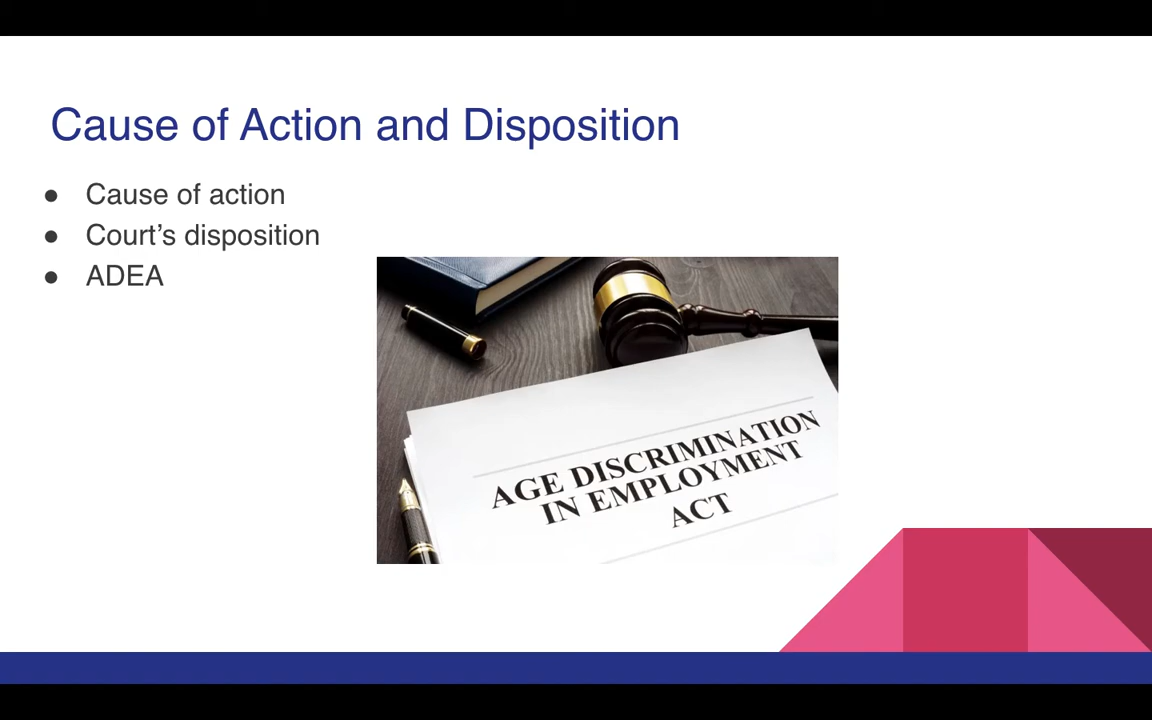 Cause of Action and Disposition
● Cause of action
● Court’s disposition
● ADEA
AGE DISCRIMINATION
IN EMPLOYMENT
ACT